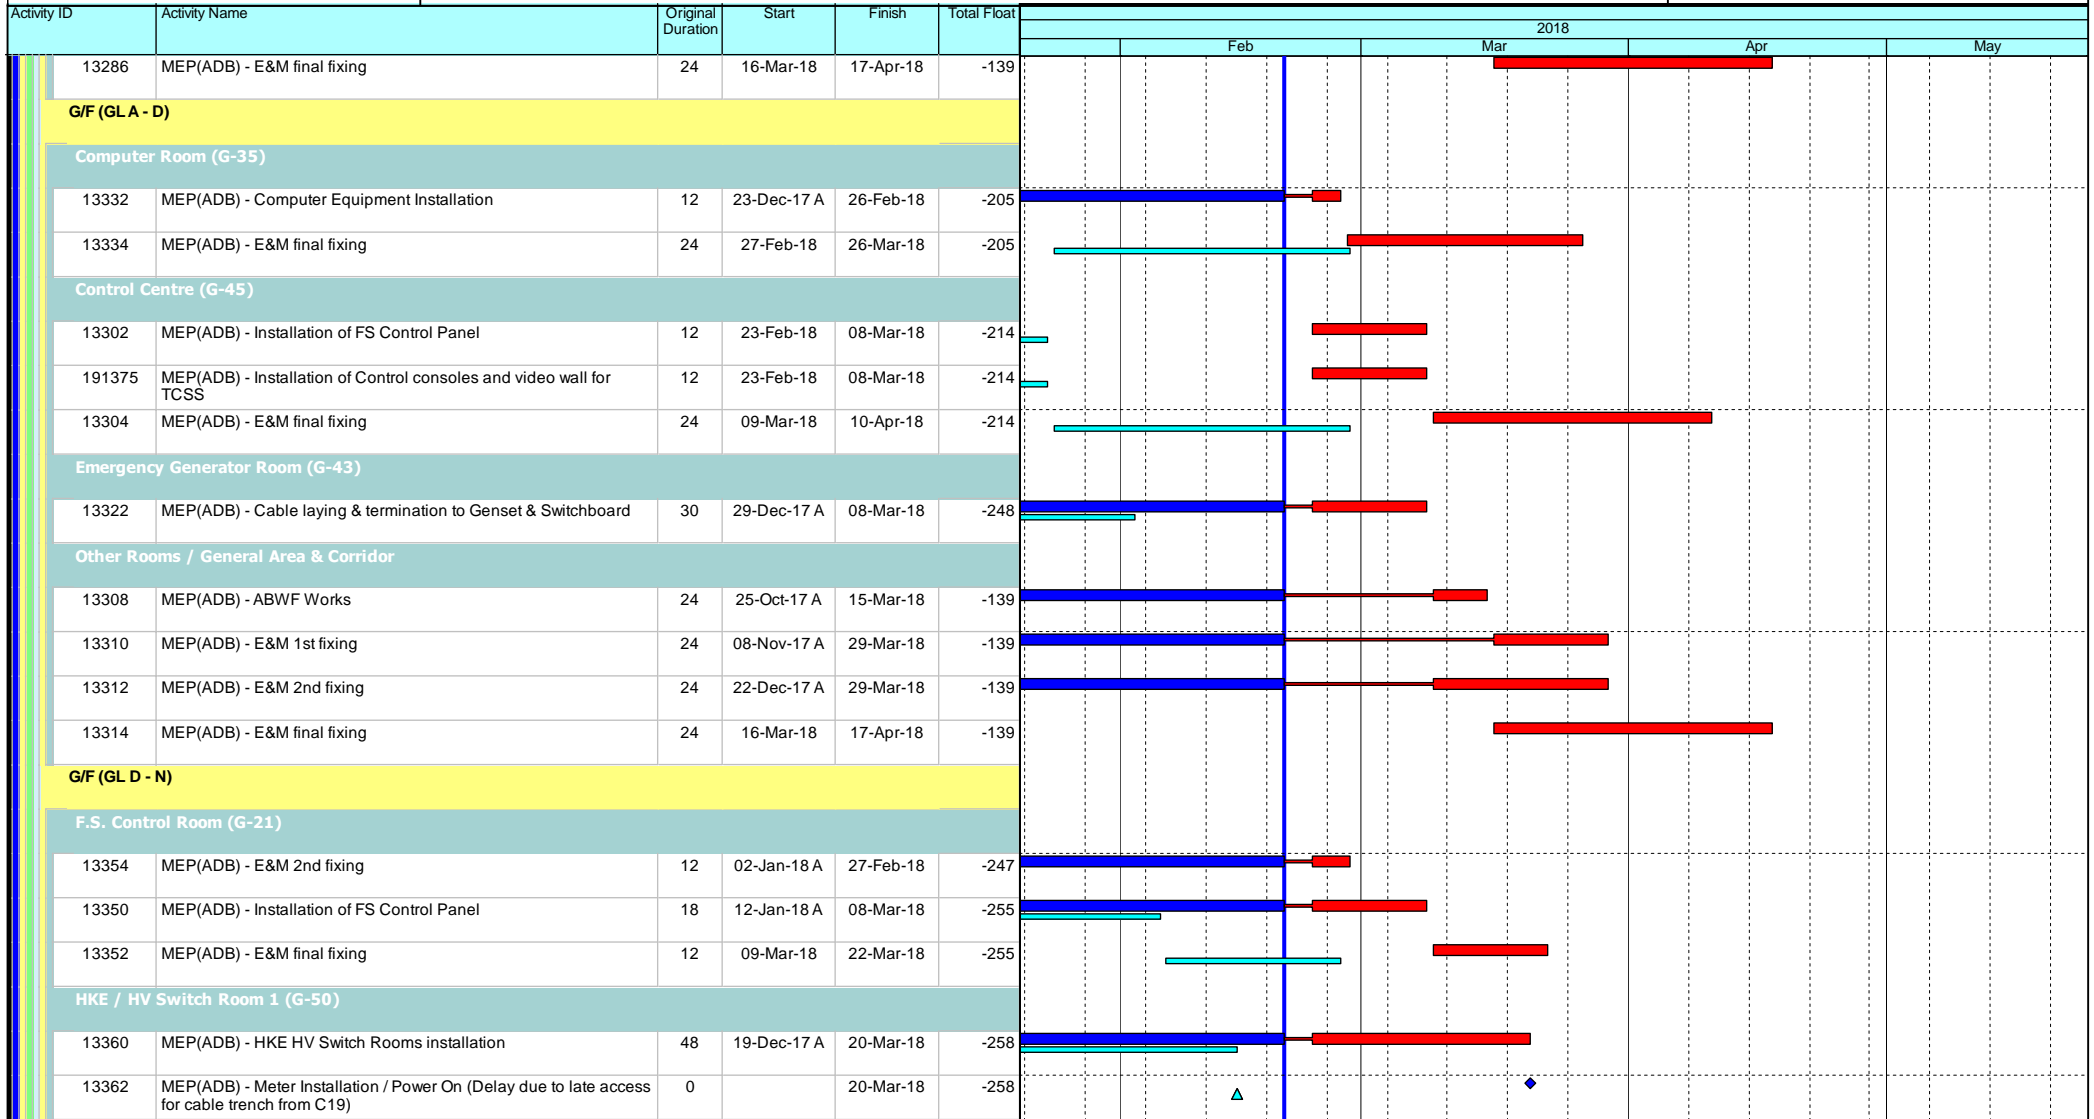 Activity ID Activity Name Original Duration Start Finish Total Float
2018
Feb Mar Apr May
13286 MEP(ADB) - E&M final fixing 24 16-Mar-18 17-Apr-18 -139
G/F (GL A - D)
Computer Room (G-35)
13332 MEP(ADB) - Computer Equipment Installation 12 23-Dec-17 A 26-Feb-18 -205
13334 MEP(ADB) - E&M final fixing 24 27-Feb-18 26-Mar-18 -205
Control Centre (G-45)
13302 MEP(ADB) - Installation of FS Control Panel 12 23-Feb-18 08-Mar-18 -214
191375 MEP(ADB) - Installation of Control consoles and video wall for 12 23-Feb-18 08-Mar-18 -214
TCSS
13304 MEP(ADB) - E&M final fixing 24 09-Mar-18 10-Apr-18 -214
Emergency Generator Room (G-43)
13322 MEP(ADB) - Cable laying & termination to Genset & Switchboard 30 29-Dec-17 A 08-Mar-18 -248
Other Rooms / General Area & Corridor
13308 MEP(ADB) - ABWF Works 24 25-Oct-17 A 15-Mar-18 -139
13310 MEP(ADB) - E&M 1st fixing 24 08-Nov-17 A 29-Mar-18 -139
13312 MEP(ADB) - E&M 2nd fixing 24 22-Dec-17 A 29-Mar-18 -139
13314 MEP(ADB) - E&M final fixing 24 16-Mar-18 17-Apr-18 -139
G/F (GL D - N)
F.S. Control Room (G-21)
13354 MEP(ADB) - E&M 2nd fixing 12 02-Jan-18 A 27-Feb-18 -247
13350 MEP(ADB) - Installation of FS Control Panel 18 12-Jan-18 A 08-Mar-18 -255
13352 MEP(ADB) - E&M final fixing 12 09-Mar-18 22-Mar-18 -255
HKE / HV Switch Room 1 (G-50)
13360 MEP(ADB) - HKE HV Switch Rooms installation 48 19-Dec-17 A 20-Mar-18 -258
13362 MEP(ADB) - Meter Installation / Power On (Delay due to late access 0 20-Mar-18 -258
for cable trench from C19)